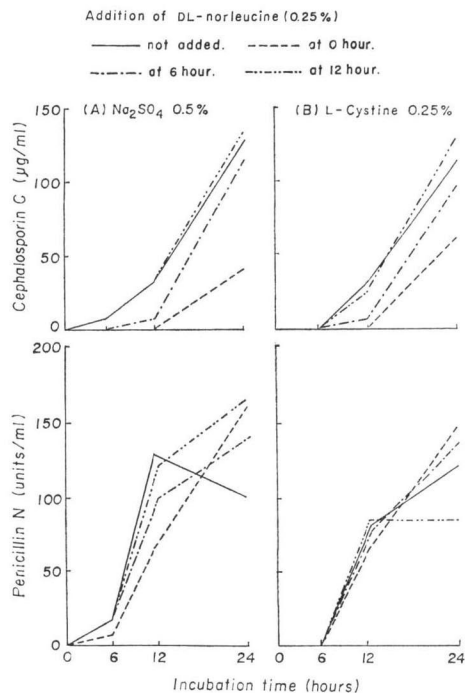 Addition of DL-norleucine (0.25%)
not added. at 0 hour.
at 6 hour. at 12 hour.
(A) Na₂SO₄ 0.5% (B) L-Cystine 0.25%
Cephalosporin C (μg/ml)
150
100
50
0
Penicillin N (units/ml)
200
150
100
50
0
0 6 12 24 0 6 12 24
Incubation time (hours)